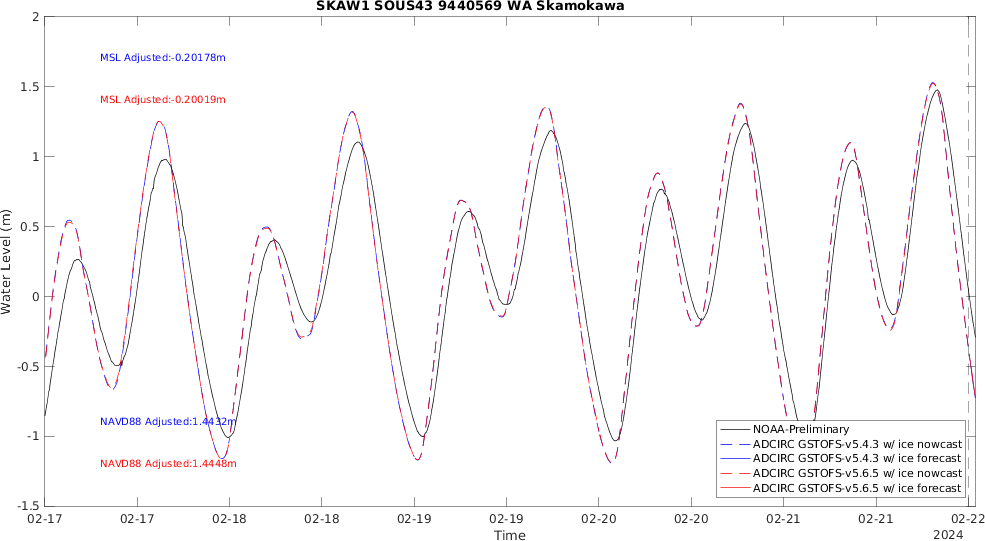 SKAW1 SOUS43 9440569 WA Skamokawa
2
1.5
1
0.5
0
-0.5
-1
-1.5
Water Level (m)
MSL Adjusted:-0.20178m
MSL Adjusted:-0.20019m
NAVD88 Adjusted:1.4432m
NAVD88 Adjusted:1.4448m
NOAA-Preliminary
ADCIRC GSTOFS-v5.4.3 w/ ice nowcast
ADCIRC GSTOFS-v5.4.3 w/ ice forecast
ADCIRC GSTOFS-v5.6.5 w/ ice nowcast
ADCIRC GSTOFS-v5.6.5 w/ ice forecast
02-17 02-17 02-18 02-18 02-19 02-19 02-20 02-20 02-21 02-21 02-22
Time
2024